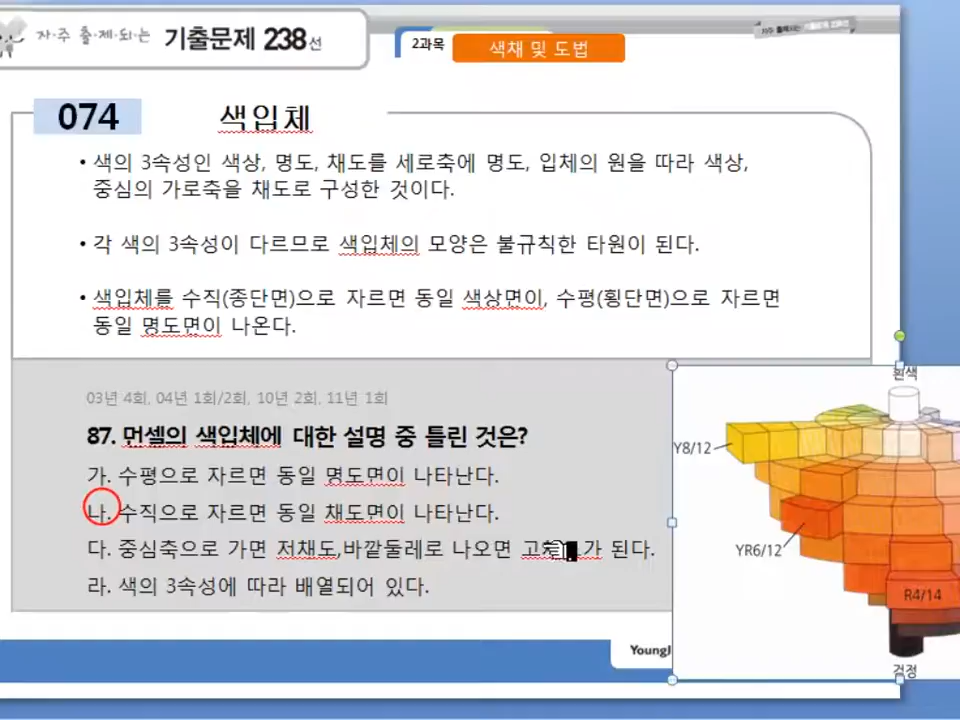 자·주 출·제·되·는 기출문제 238선
2과목 색채 및 도법
074 색입체
• 색의 3속성인 색상, 명도, 채도를 세로축에 명도, 입체의 원을 따라 색상,
중심의 가로축을 채도로 구성한 것이다.
• 각 색의 3속성이 다르므로 색입체의 모양은 불규칙한 타원이 된다.
• 색입체를 수직(종단면)으로 자르면 동일 색상면이, 수평(횡단면)으로 자르면
동일 명도면이 나온다.
03년 4회, 04년 1회/2회, 10년 2회, 11년 1회
87. 먼셀의 색입체에 대한 설명 중 틀린 것은?
가. 수평으로 자르면 동일 명도면이 나타난다.
나. 수직으로 자르면 동일 채도면이 나타난다.
다. 중심축으로 가면 저채도,바깥둘레로 나오면 된다.
라. 색의 3속성에 따라 배열되어 있다.
흰색
Y8/12
YR6/12
R4/14
검정